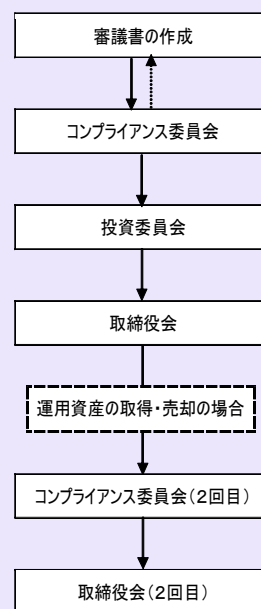 審議書の作成
コンプライアンス委員会
投資委員会
取締役会
運用資産の取得・売却の場合
コンプライアンス委員会(2回目)
取締役会(2回目)